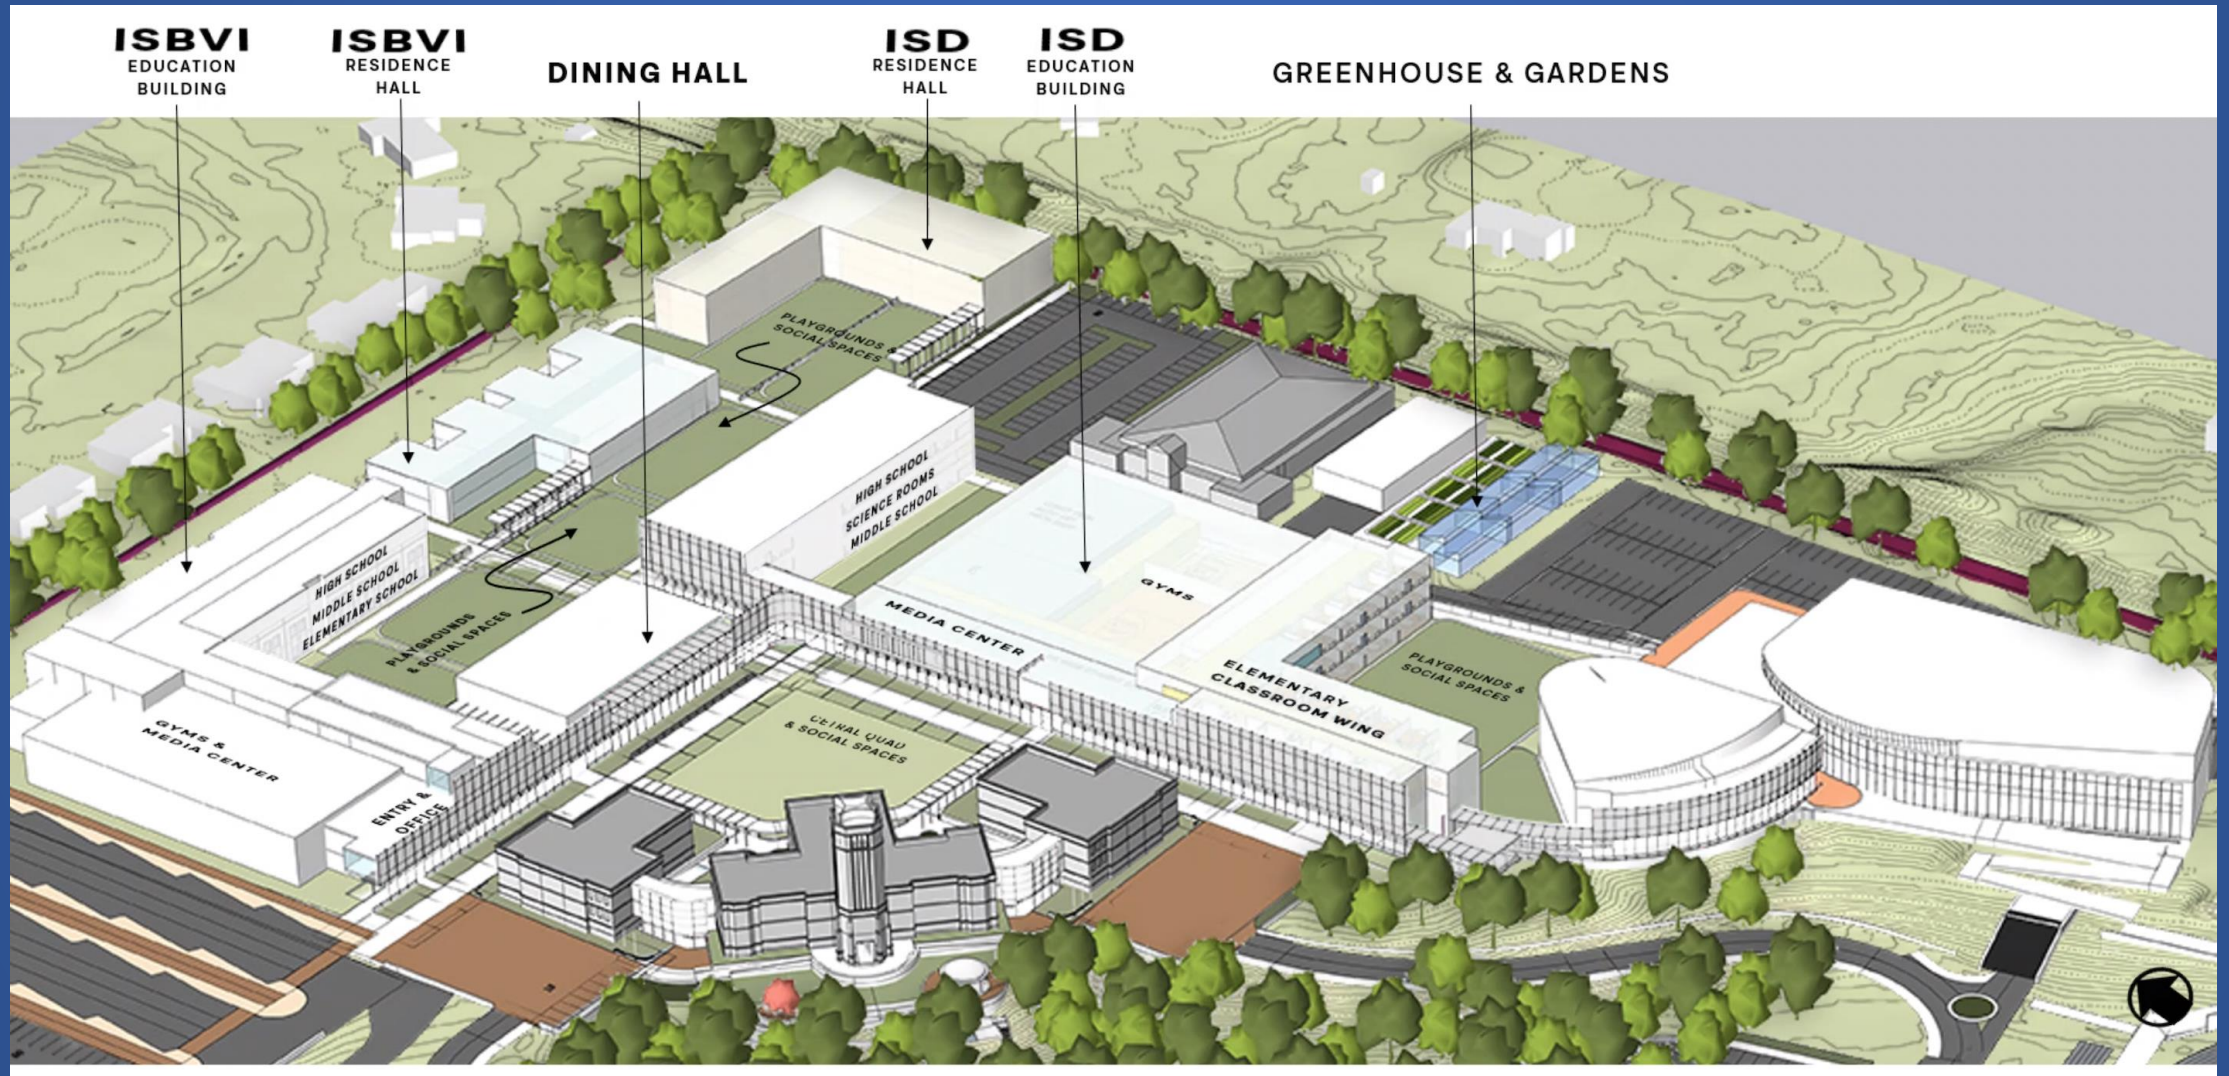 ISBVI
EDUCATION
BUILDING
ISBVI
RESIDENCE
HALL
DINING HALL
ISD
RESIDENCE
HALL
ISD
EDUCATION
BUILDING
GREENHOUSE & GARDENS
PLAYGROUNDS &
SOCIAL SPACES
HIGH SCHOOL
SCIENCE ROOMS
MIDDLE SCHOOL
HIGH SCHOOL
MIDDLE SCHOOL
ELEMENTARY SCHOOL
PLAYGROUNDS
& SOCIAL SPACES
GYMS
MEDIA CENTER
ELEMENTARY
CLASSROOM WING
PLAYGROUNDS &
SOCIAL SPACES
GYMS &
MEDIA CENTER
ENTRY &
OFFICE
QUAD
& SOCIAL SPACES